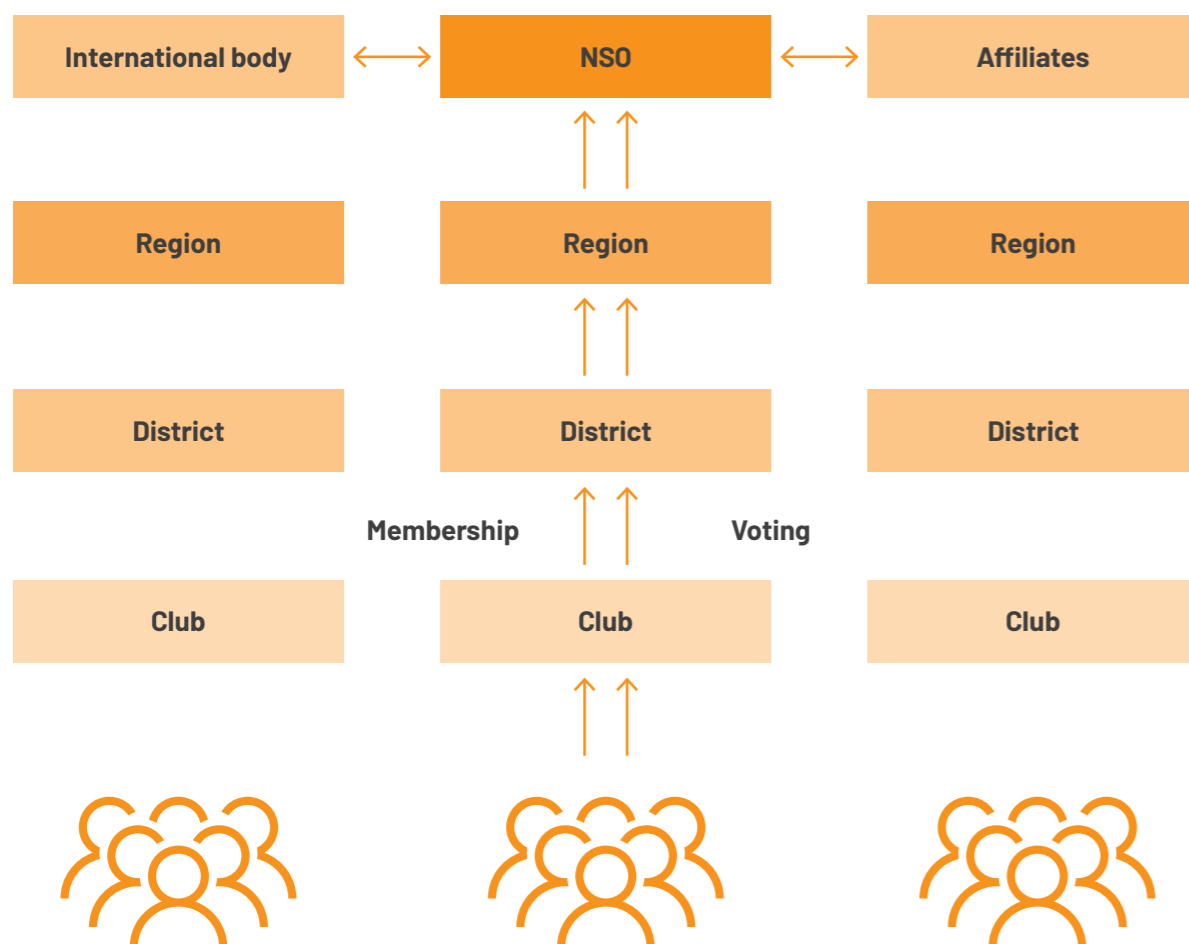 International body
NSO
Affiliates
Region
Region
Region
District
District
District
Membership
Voting
Club
Club
Club